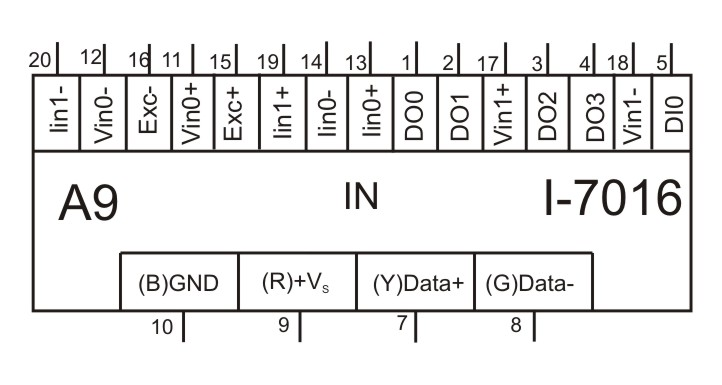 20 12 16 11 15 19 14 13 1 2 17 3 4 18 5
Iin1- Vin0- Exc- Vin0+ Exc+ Iin1+ Iin0- Iin0+ DO0 DO1 Vin1+ DO2 DO3 Vin1- DI0
A9 IN I-7016
(B)GND (R)+Vs (Y)Data+ (G)Data-
10 9 7 8